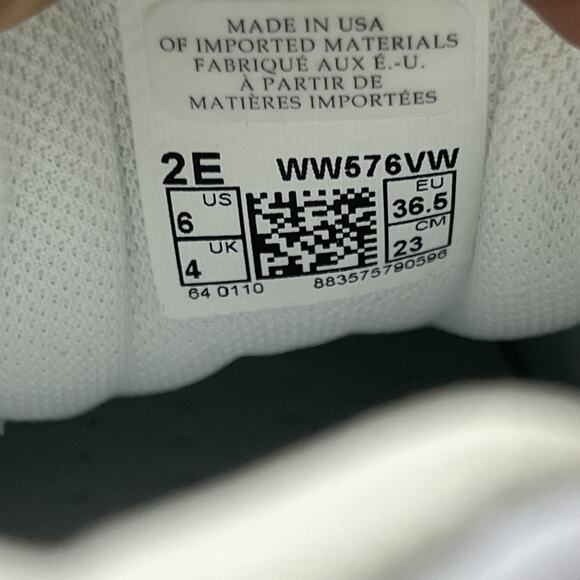 MADE IN USA
OF IMPORTED MATERIALS
FABRIQUÉ AUX É.-U.
À PARTIR DE
MATIÈRES IMPORTÉES
2E WW576VW
US
6
UK
4
EU
36.5
CM
23
64 0110
883575790596